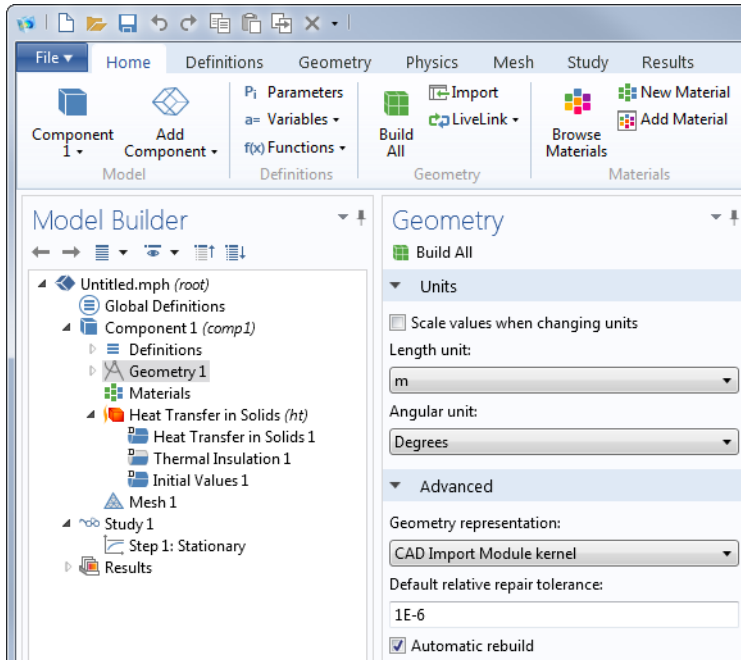 File
Home Definitions Geometry Physics Mesh Study Results
Component 1
Add Component
Model
Pi Parameters
a= Variables
f(x) Functions
Definitions
Build All
Import
LiveLink
Geometry
Browse Materials
New Material
Add Material
Materials
Model Builder
Untitled.mph (root)
Global Definitions
Component 1 (comp1)
Definitions
Geometry 1
Materials
Heat Transfer in Solids (ht)
D Heat Transfer in Solids 1
D Thermal Insulation 1
D Initial Values 1
Mesh 1
Study 1
Step 1: Stationary
Results
Geometry
Build All
Units
Scale values when changing units
Length unit:
m
Angular unit:
Degrees
Advanced
Geometry representation:
CAD Import Module kernel
Default relative repair tolerance:
1E-6
Automatic rebuild